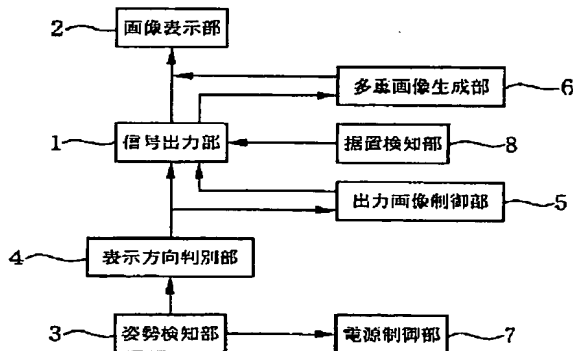 2 画像表示部
多重画像生成部 6
1 信号出力部 据置検知部 8
出力画像制御部 5
4 表示方向判別部
3 姿勢検知部 電源制御部 7